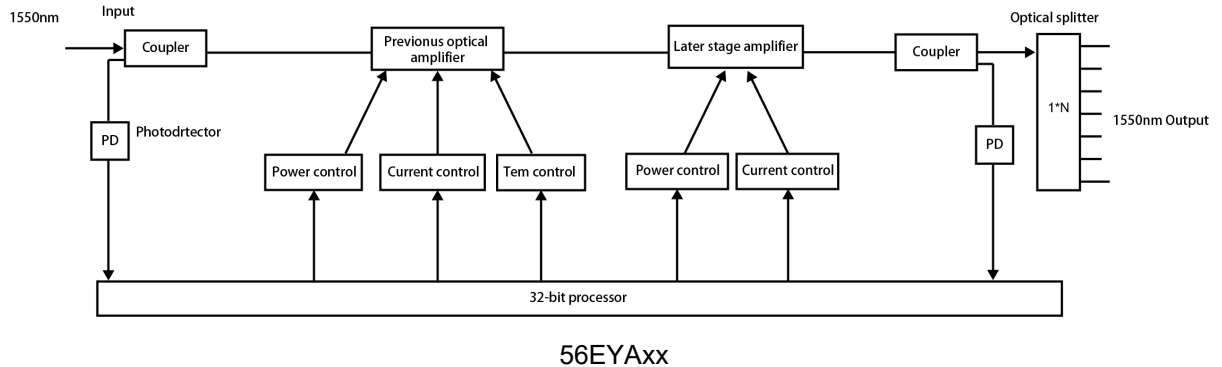 1550nm
Input
Optical splitter
Coupler
Previonus optical
amplifier
Later stage amplifier
Coupler
1*N
1550nm Output
PD
Photodrtector
PD
Power control
Current control
Tem control
Power control
Current control
32-bit processor
56EYAxx